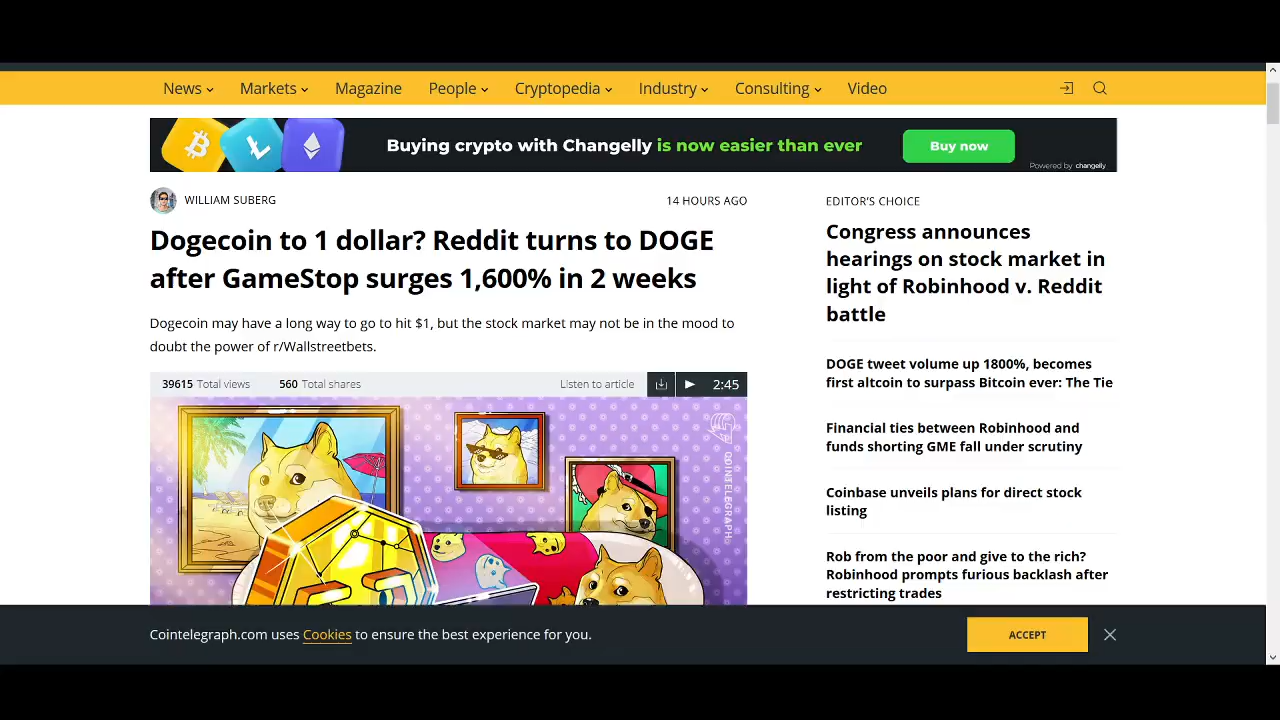 News Markets Magazine People Cryptopedia Industry Consulting Video
Buying crypto with Changelly is now easier than ever
Buy now
Powered by changelly
WILLIAM SUBERG
14 HOURS AGO
Dogecoin to 1 dollar? Reddit turns to DOGE
after GameStop surges 1,600% in 2 weeks
Dogecoin may have a long way to go to hit $1, but the stock market may not be in the mood to
doubt the power of r/Wallstreetbets.
39615 Total views 560 Total shares Listen to article 2:45
COINTELEGRAPH
EDITOR'S CHOICE
Congress announces
hearings on stock market in
light of Robinhood v. Reddit
battle
DOGE tweet volume up 1800%, becomes
first altcoin to surpass Bitcoin ever: The Tie
Financial ties between Robinhood and
funds shorting GME fall under scrutiny
Coinbase unveils plans for direct stock
listing
Rob from the poor and give to the rich?
Robinhood prompts furious backlash after
restricting trades
Cointelegraph.com uses Cookies to ensure the best experience for you.
ACCEPT